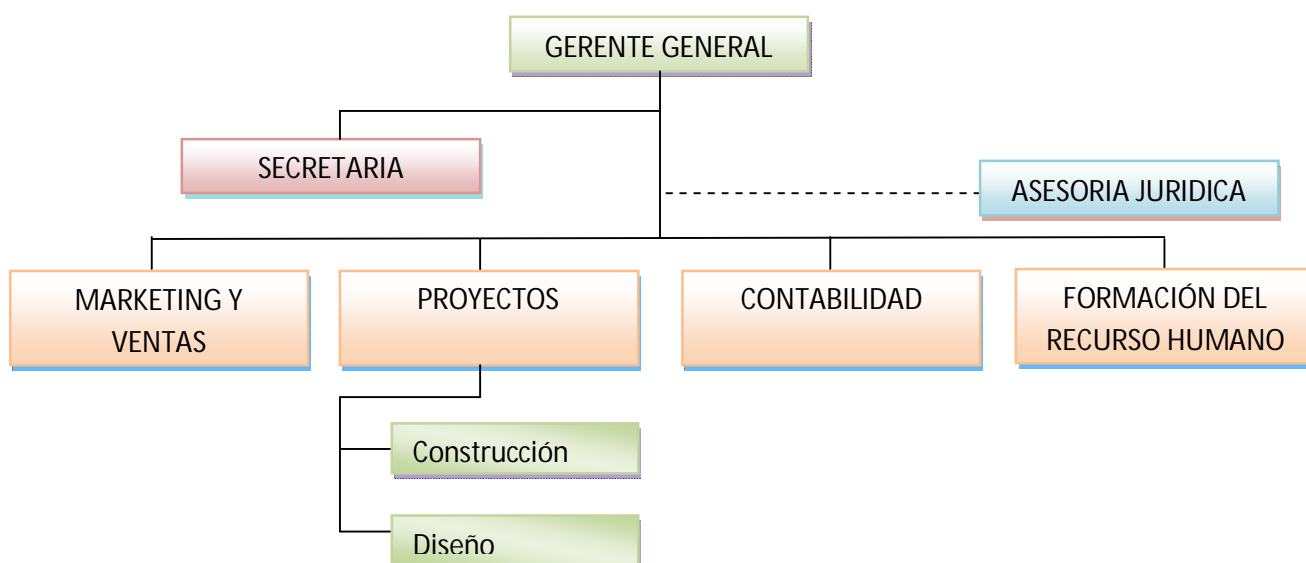 GERENTE GENERAL
SECRETARIA
ASESORIA JURIDICA
MARKETING Y
VENTAS
PROYECTOS
CONTABILIDAD
FORMACIÓN DEL
RECURSO HUMANO
Construcción
Diseño